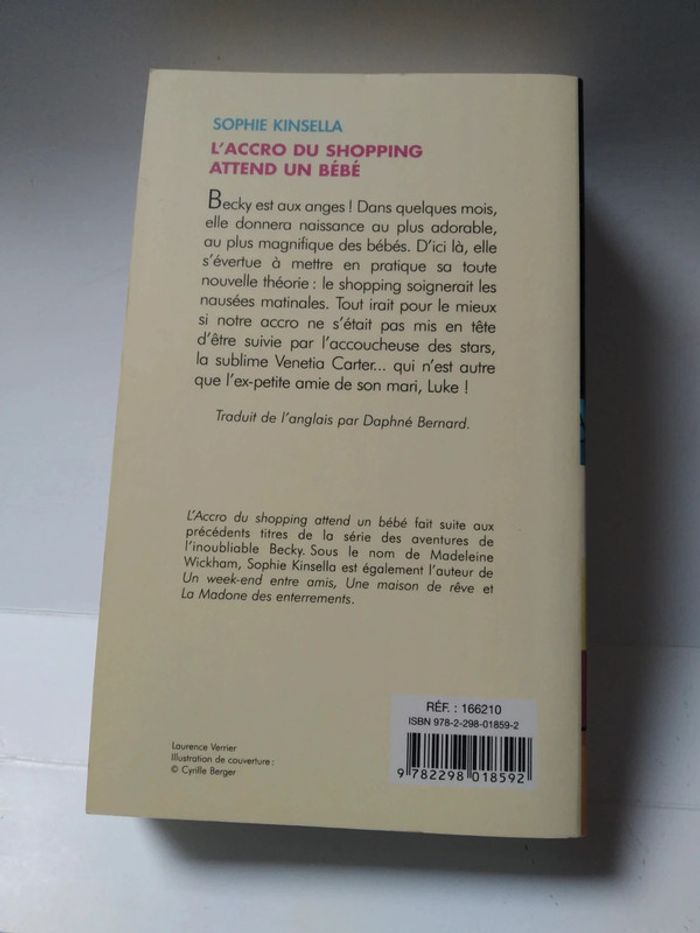 SOPHIE KINSELLA
L'ACCRO DU SHOPPING
ATTEND UN BÉBÉ
Becky est aux anges ! Dans quelques mois,
elle donnera naissance au plus adorable,
au plus magnifique des bébés. D'ici là, elle
s'évertue à mettre en pratique sa toute
nouvelle théorie : le shopping soignerait les
nausées matinales. Tout irait pour le mieux
si notre accro ne s'était pas mis en tête
d'être suivie par l'accoucheuse des stars,
la sublime Venetia Carter... qui n'est autre
que l'ex-petite amie de son mari, Luke !
Traduit de l'anglais par Daphné Bernard.
L'Accro du shopping attend un bébé fait suite aux
précédents titres de la série des aventures de
l'inoubliable Becky. Sous le nom de Madeleine
Wickham, Sophie Kinsella est également l'auteur de
Un week-end entre amis, Une maison de rêve et
La Madone des enterrements.
RÉF. : 166210
ISBN 978-2-298-01859-2
9 782298 018592
Laurence Verrier
Illustration de couverture :
© Cyrille Berger